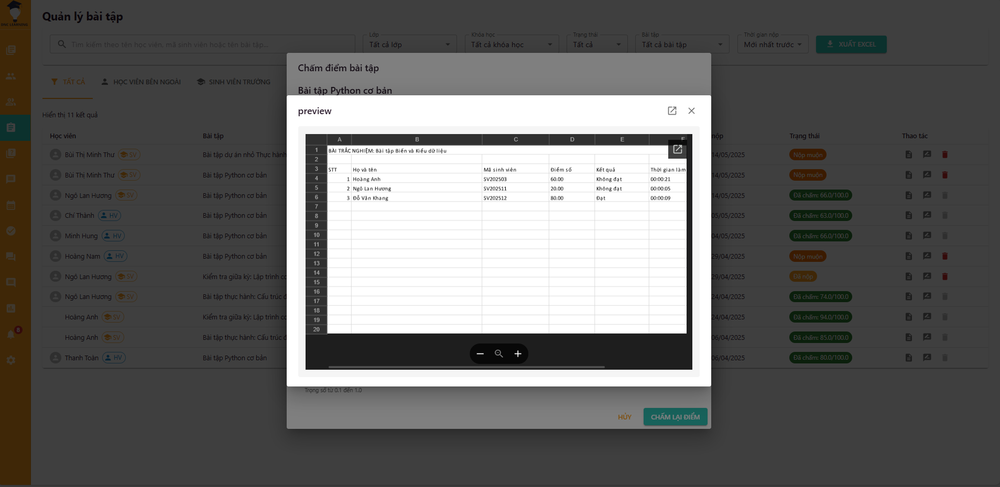 DNC LEARNING
Quản lý bài tập
Tìm kiếm theo tên học viên, mã sinh viên hoặc tên bài tập...
Lớp
Tất cả lớp
Khóa học
Tất cả khóa học
Trạng thái
Tất cả
Bài tập
Tất cả bài tập
Thời gian nộp
Mới nhất trước
XUẤT EXCEL
TẤT CẢ
HỌC VIÊN BÊN NGOÀI
SINH VIÊN TRƯỜNG
Hiển thị 11 kết quả
Học viên Bài tập nộp Trạng thái Thao tác
Bùi Thị Minh Thư SV Bài tập dự án nhỏ Thực hành 14/05/2025 Nộp muộn
Bùi Thị Minh Thư SV Bài tập Python cơ bản 14/05/2025 Nộp muộn
Ngô Lan Hương SV Bài tập Python cơ bản 14/05/2025 Đã chấm: 66.0/100.0
Chí Thành HV Bài tập Python cơ bản 05/05/2025 Đã chấm: 63.0/100.0
Minh Hung HV Bài tập Python cơ bản 04/05/2025 Đã chấm: 66.0/100.0
Hoàng Nam HV Bài tập Python cơ bản 29/04/2025 Nộp muộn
Ngô Lan Hương SV Kiểm tra giữa kỳ: Lập trình 29/04/2025 Đã nộp
Ngô Lan Hương SV Bài tập thực hành: Cấu trúc 24/04/2025 Đã chấm: 74.0/100.0
Hoàng Anh SV Kiểm tra giữa kỳ: Lập trình 24/04/2025 Đã chấm: 94.0/100.0
Hoàng Anh SV Bài tập thực hành: Cấu trúc 06/04/2025 Đã chấm: 85.0/100.0
Thanh Toàn HV Bài tập Python cơ bản 06/04/2025 Đã chấm: 80.0/100.0
8
Chấm điểm bài tập
Bài tập Python cơ bản
preview
A B C D E F
1 BÀI TRẮC NGHIỆM: Bài tập Biến và Kiểu dữ liệu
2
3 STT Họ và tên Mã sinh viên Điểm số Kết quả Thời gian làm
4 1 Hoàng Anh SV202503 60.00 Không đạt 00:00:21
5 2 Ngô Lan Hương SV202511 20.00 Không đạt 00:00:05
6 3 Đỗ Văn Khang SV202512 80.00 Đạt 00:00:09
7
8
9
10
11
12
13
14
15
16
17
18
19
20
Trọng số từ 0.1 đến 1.0
HỦY
CHẤM LẠI ĐIỂM